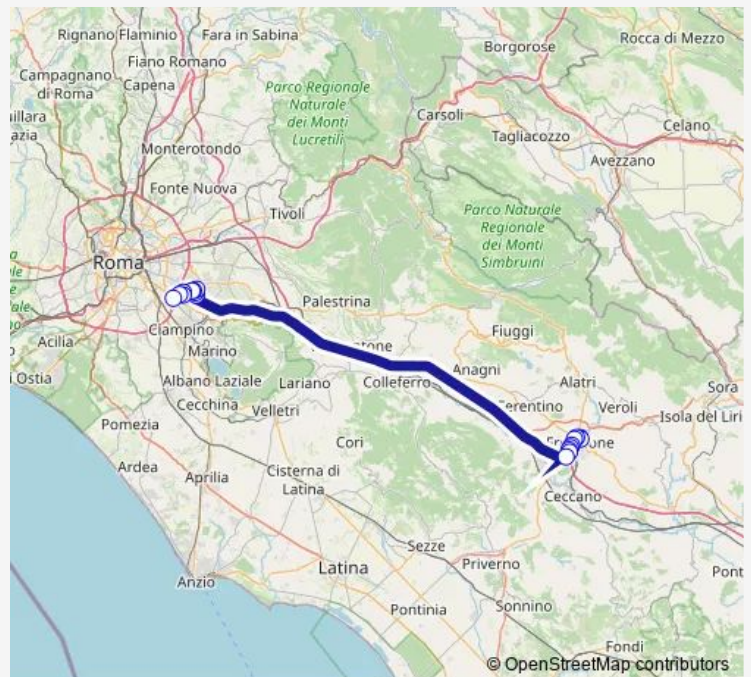 Rignano Flaminio
Fara in Sabina
Rocca di Mezzo
Borgorose
Fiano Romano
Campagnano
di Roma
Capena
Parco Regionale
Naturale
dei Monti
Lucretili
Carsoli
Celano
Tagliacozzo
Monterotondo
Avezzano
Fonte Nuova
Tivoli
Parco Naturale
Regionale
dei Monti
Simbruini
Roma
Palestrina
Ciampino
Fiuggi
Acilia
Marino
Anagni
Ostia
Albano Laziale
Lariano
Colleferro
Alatri
Sora
Cecchina
Velletri
Veroli
Isola del Liri
Pomezia
Cori
Ardea
Aprilia
Cisterna di
Latina
Ceccano
Sezze
Anzio
Latina
Priverno
Pontinia
Sonnino
Fondi
© OpenStreetMap contributors